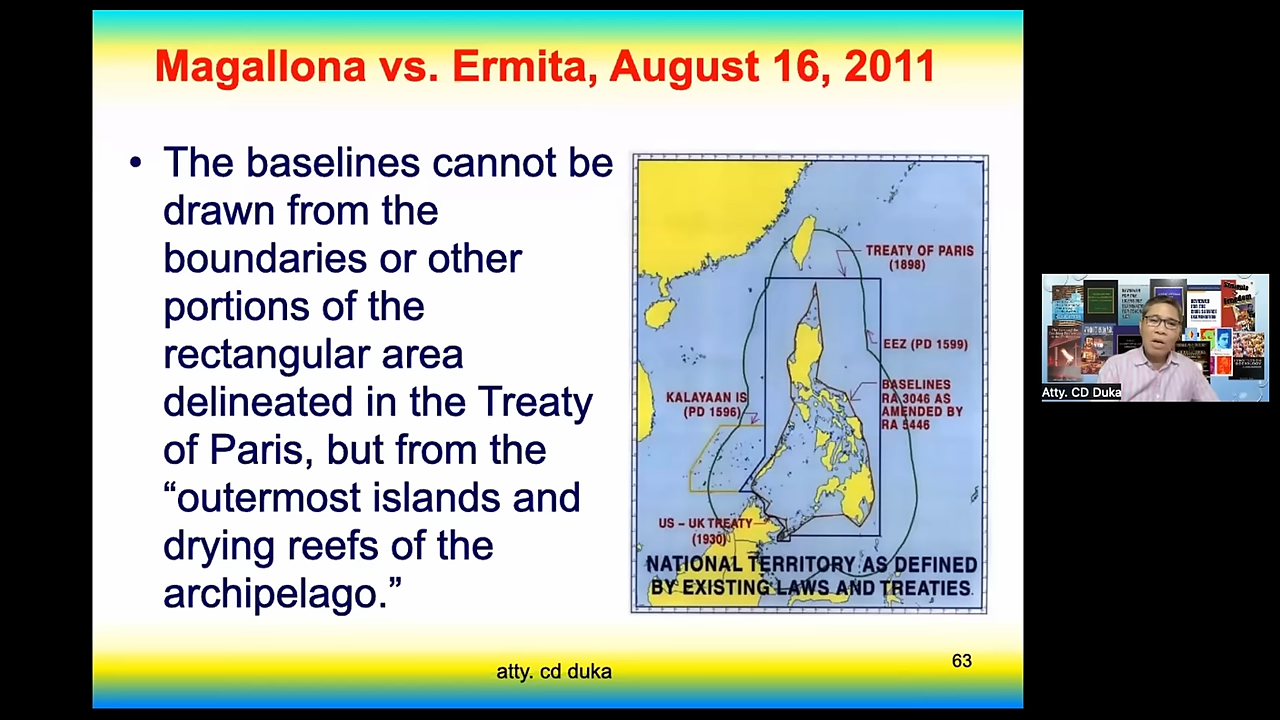 Magallona vs. Ermita, August 16, 2011
• The baselines cannot be
drawn from the
boundaries or other
portions of the
rectangular area
delineated in the Treaty
of Paris, but from the
“outermost islands and
drying reefs of the
archipelago.”
TREATY OF PARIS
(1898)
EEZ (PD 1599)
KALAYAAN IS
(PD 1596)
BASELINES
RA 3046 AS
AMENDED BY
RA 5446
US – UK TREATY
(1930)
NATIONAL TERRITORY AS DEFINED
BY EXISTING LAWS AND TREATIES.
atty. cd duka
63
Atty. CD Duka